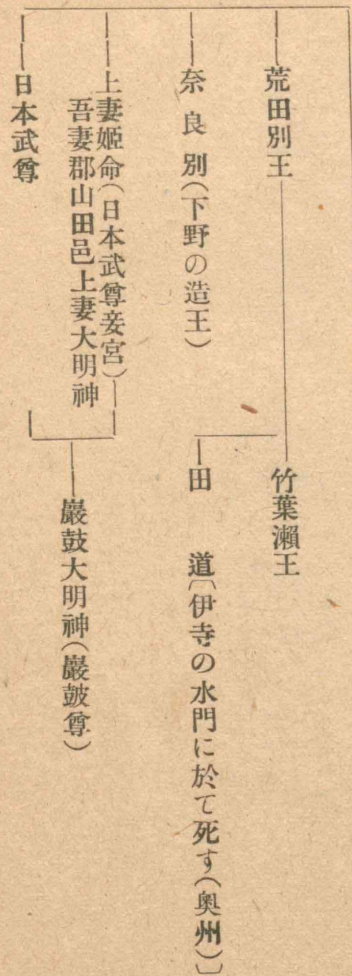 荒田別王
竹葉瀬王
奈良別(下野の造王)
田道〔伊寺の水門に於て死す(奥州)〕
上妻姫命(日本武尊妾宮)
吾妻郡山田邑上妻大明神
巖鼓大明神(巖皷尊)
日本武尊